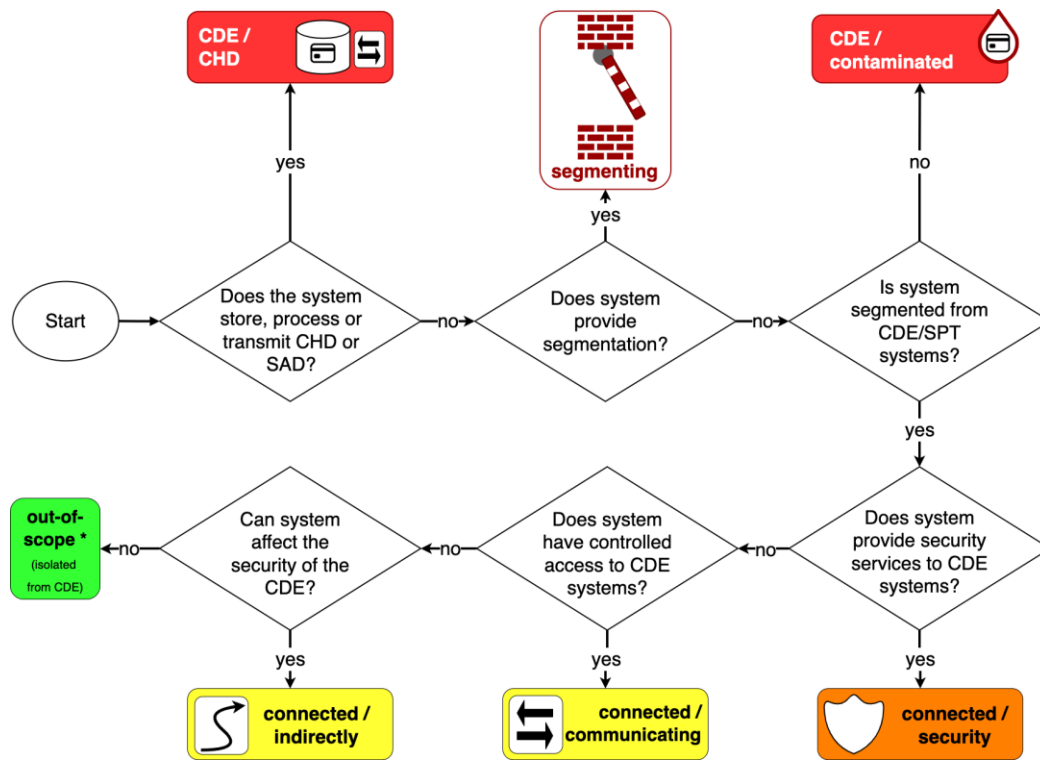 CDE /
CHD
segmenting
CDE /
contaminated
yes
yes
no
Start
Does the system
store, process or
transmit CHD or
SAD?
no
Does system
provide
segmentation?
no
Is system
segmented from
CDE/SPT
systems?
yes
out-of-
scope *
(isolated
from CDE)
no
Can system
affect the
security of the
CDE?
no
Does system
have controlled
access to CDE
systems?
no
Does system
provide security
services to CDE
systems?
yes
yes
yes
connected /
indirectly
connected /
communicating
connected /
security